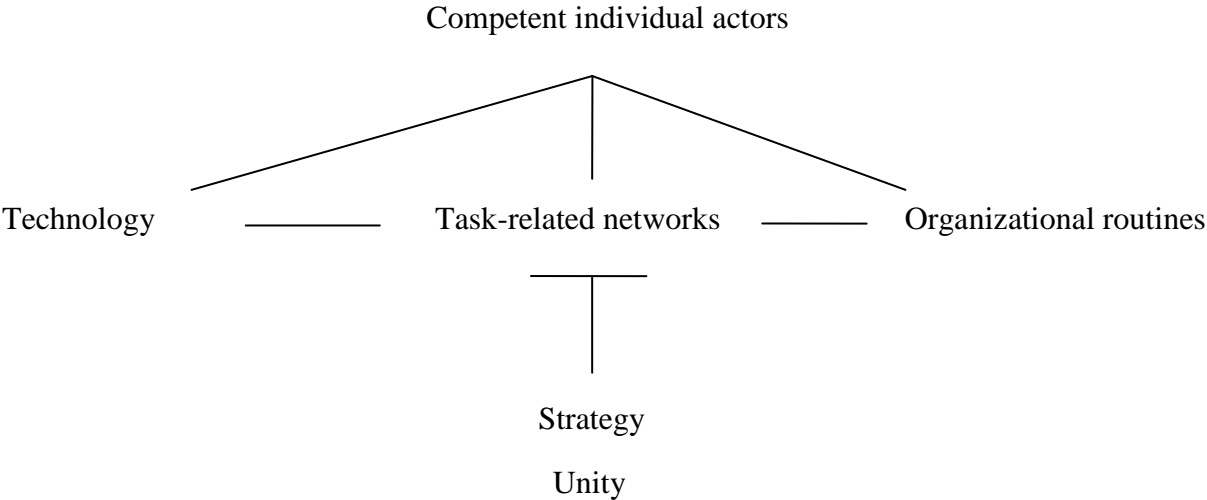 Competent individual actors
Technology Task-related networks Organizational routines
Strategy
Unity